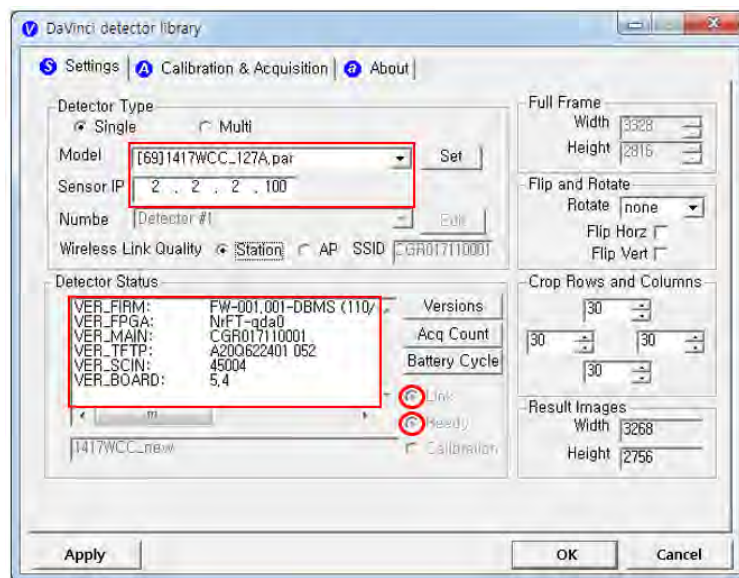 DaVinci detector library
Settings
Calibration & Acquisition
About
Detector Type
Single
Multi
Model
[69]1417WCC_127A.par
Set
Sensor IP
2 . 2 . 2 . 100
Numbe
Detector #1
Edit
Wireless Link Quality
Station
AP
SSID
CGR017110001
Detector Status
VER_FIRM: FW-001.001-DBMS (110/
VER_FPGA: NrFT-qda0
VER_MAIN: CGR017110001
VER_TFTP: A20Q622401 052
VER_SCIN: 45004
VER_BOARD: 5,4
Versions
Acq Count
Battery Cycle
Link
Ready
Calibration
1417WCC_new
Full Frame
Width 3328
Height 2816
Flip and Rotate
Rotate none
Flip Horz
Flip Vert
Crop Rows and Columns
30
30
30
30
Result Images
Width 3268
Height 2756
Apply
OK
Cancel